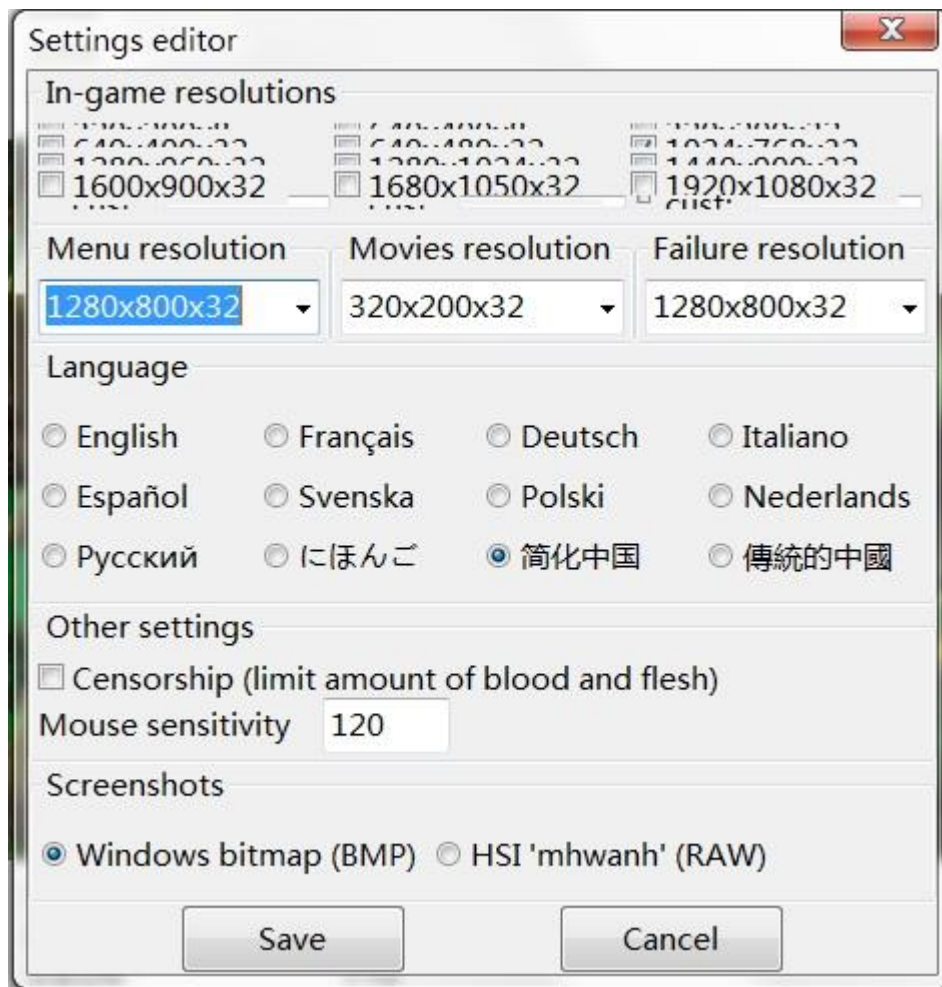 Settings editor
In-game resolutions
1600x900x32 1680x1050x32 1920x1080x32
cust:
Menu resolution Movies resolution Failure resolution
1280x800x32 320x200x32 1280x800x32
Language
English Français Deutsch Italiano
Español Svenska Polski Nederlands
Русский にほんご 简化中国 傳統的中國
Other settings
Censorship (limit amount of blood and flesh)
Mouse sensitivity 120
Screenshots
Windows bitmap (BMP) HSI 'mhwanh' (RAW)
Save Cancel